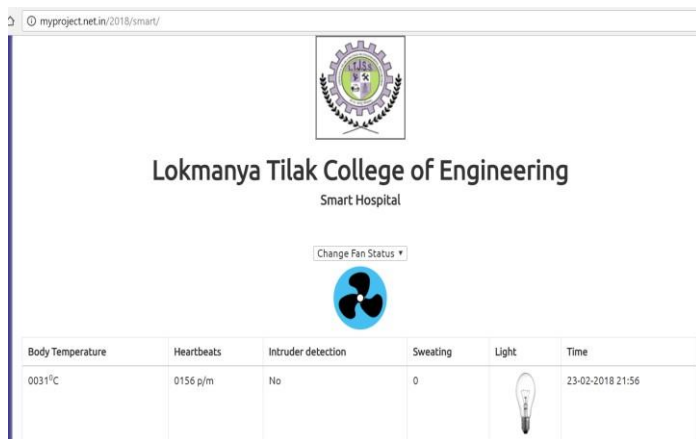 myproject.net.in/2018/smart/
L.T.J.S.S
Lokmanya Tilak College of Engineering
Smart Hospital
Change Fan Status
Body Temperature Heartbeats Intruder detection Sweating Light Time
0031⁰C 0156 p/m No 0 23-02-2018 21:56